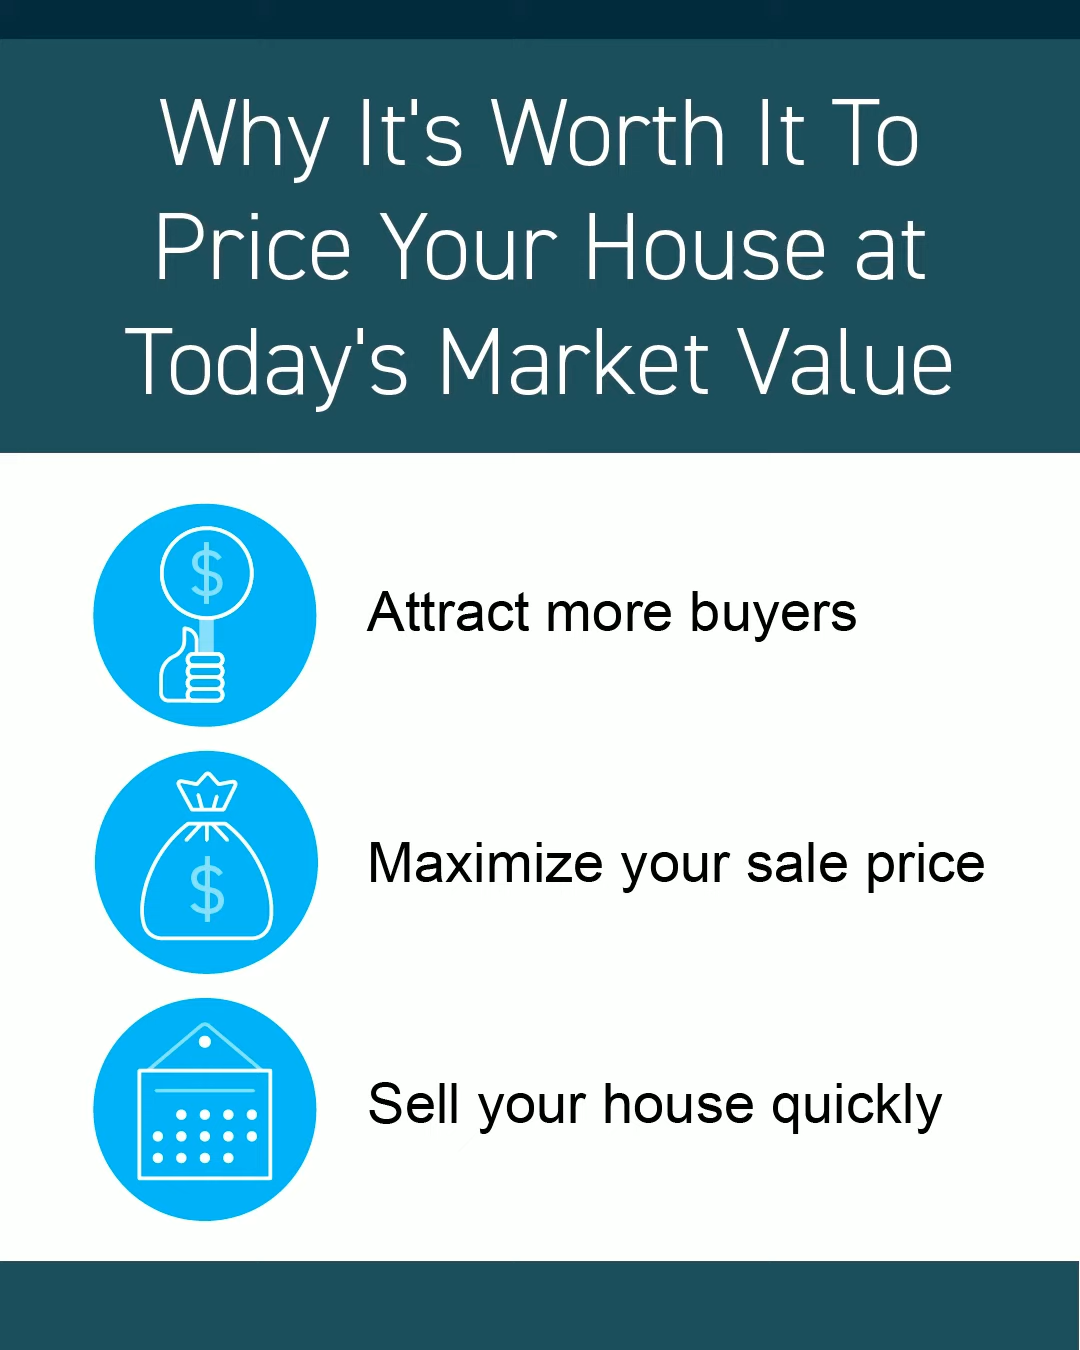 Why It's Worth It To
Price Your House at
Today's Market Value
$
Attract more buyers
$
Maximize your sale price
Sell your house quickly